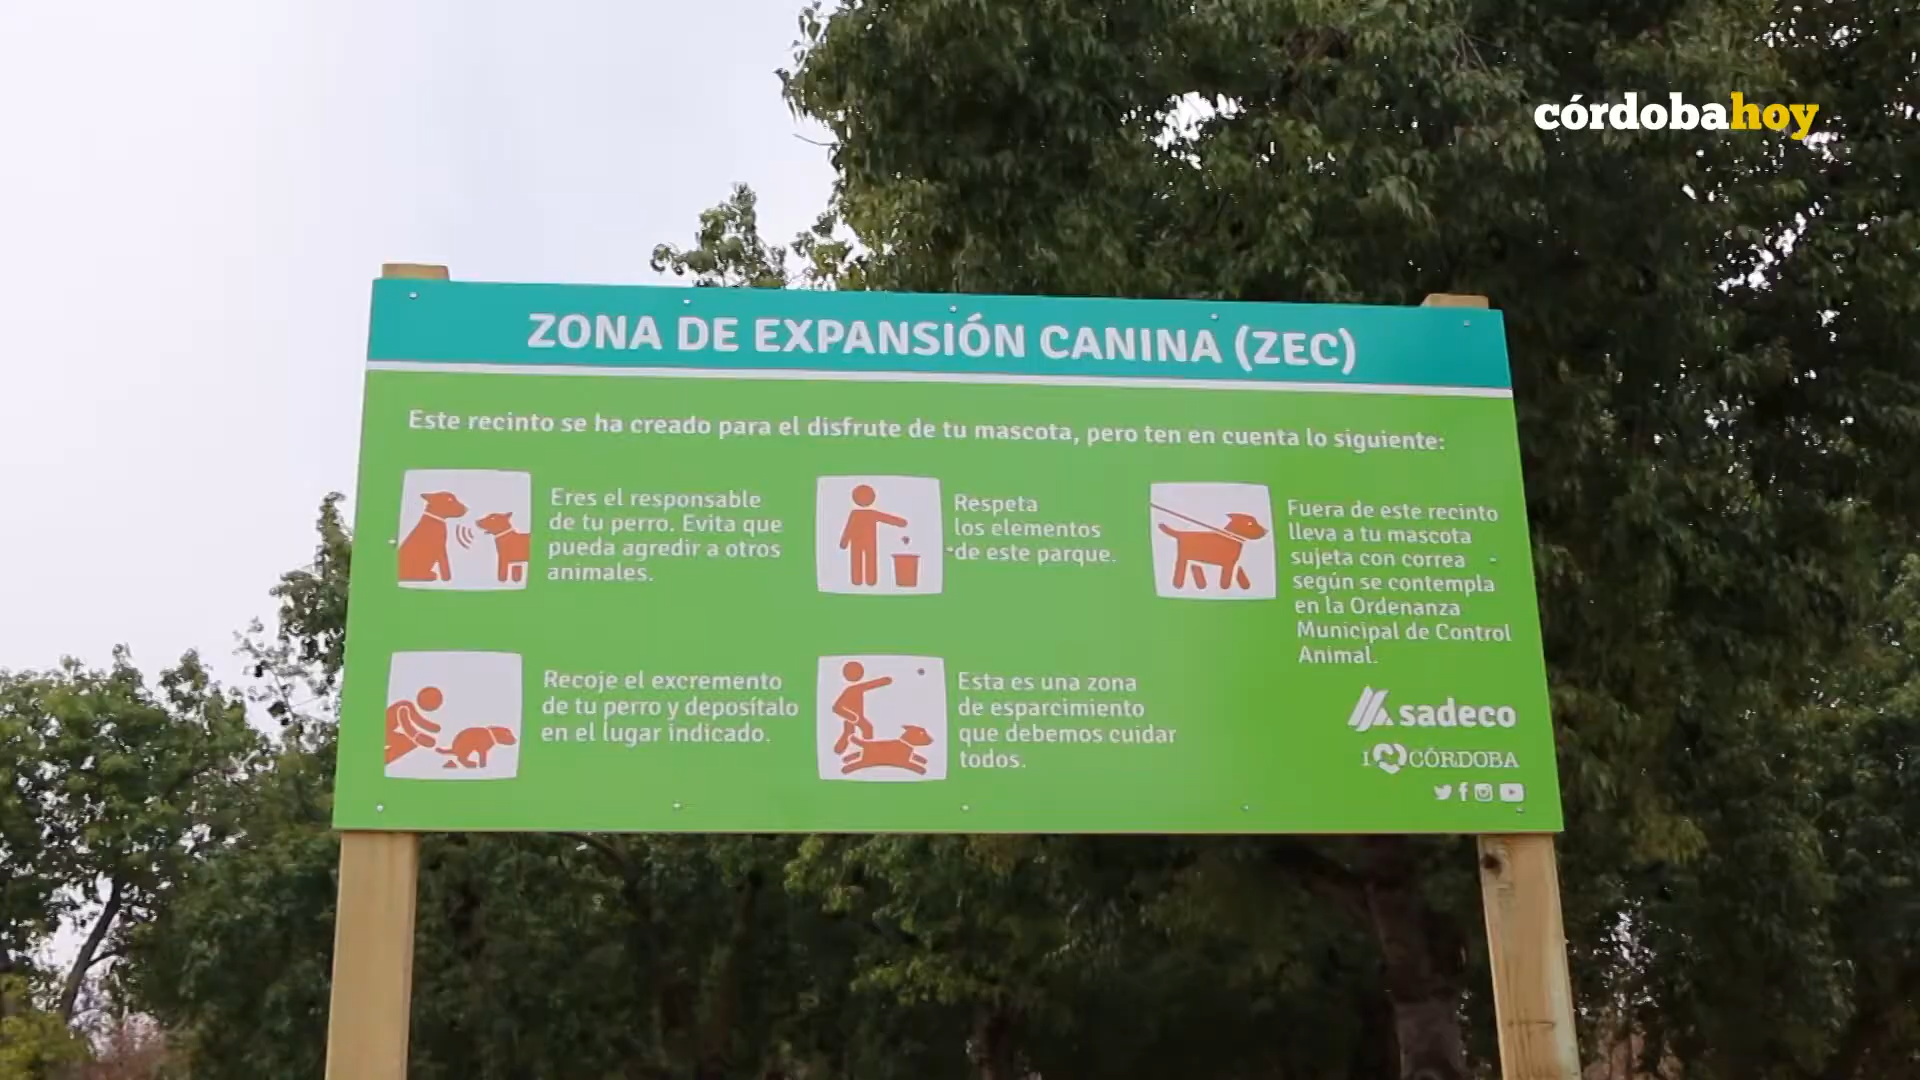 córdobahoy
ZONA DE EXPANSIÓN CANINA (ZEC)
Este recinto se ha creado para el disfrute de tu mascota, pero ten en cuenta lo siguiente:
Eres el responsable
de tu perro. Evita que
pueda agredir a otros
animales.
Respeta
los elementos
de este parque.
Fuera de este recinto
lleva a tu mascota
sujeta con correa
según se contempla
en la Ordenanza
Municipal de Control
Animal.
Recoje el excremento
de tu perro y deposítalo
en el lugar indicado.
Esta es una zona
de esparcimiento
que debemos cuidar
todos.
sadeco
I CÓRDOBA